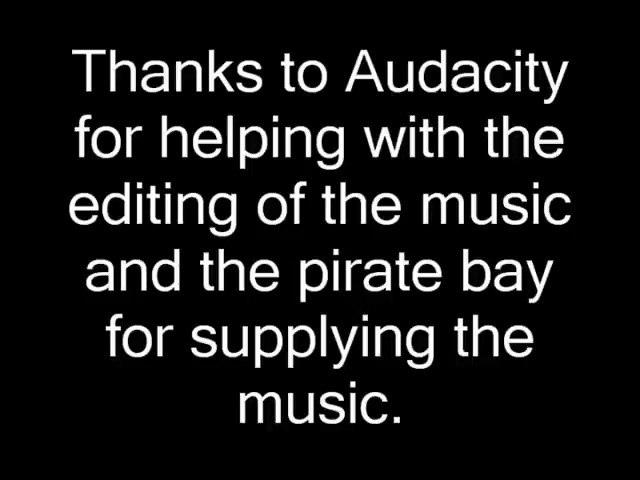 Thanks to Audacity
for helping with the
editing of the music
and the pirate bay
for supplying the
music.